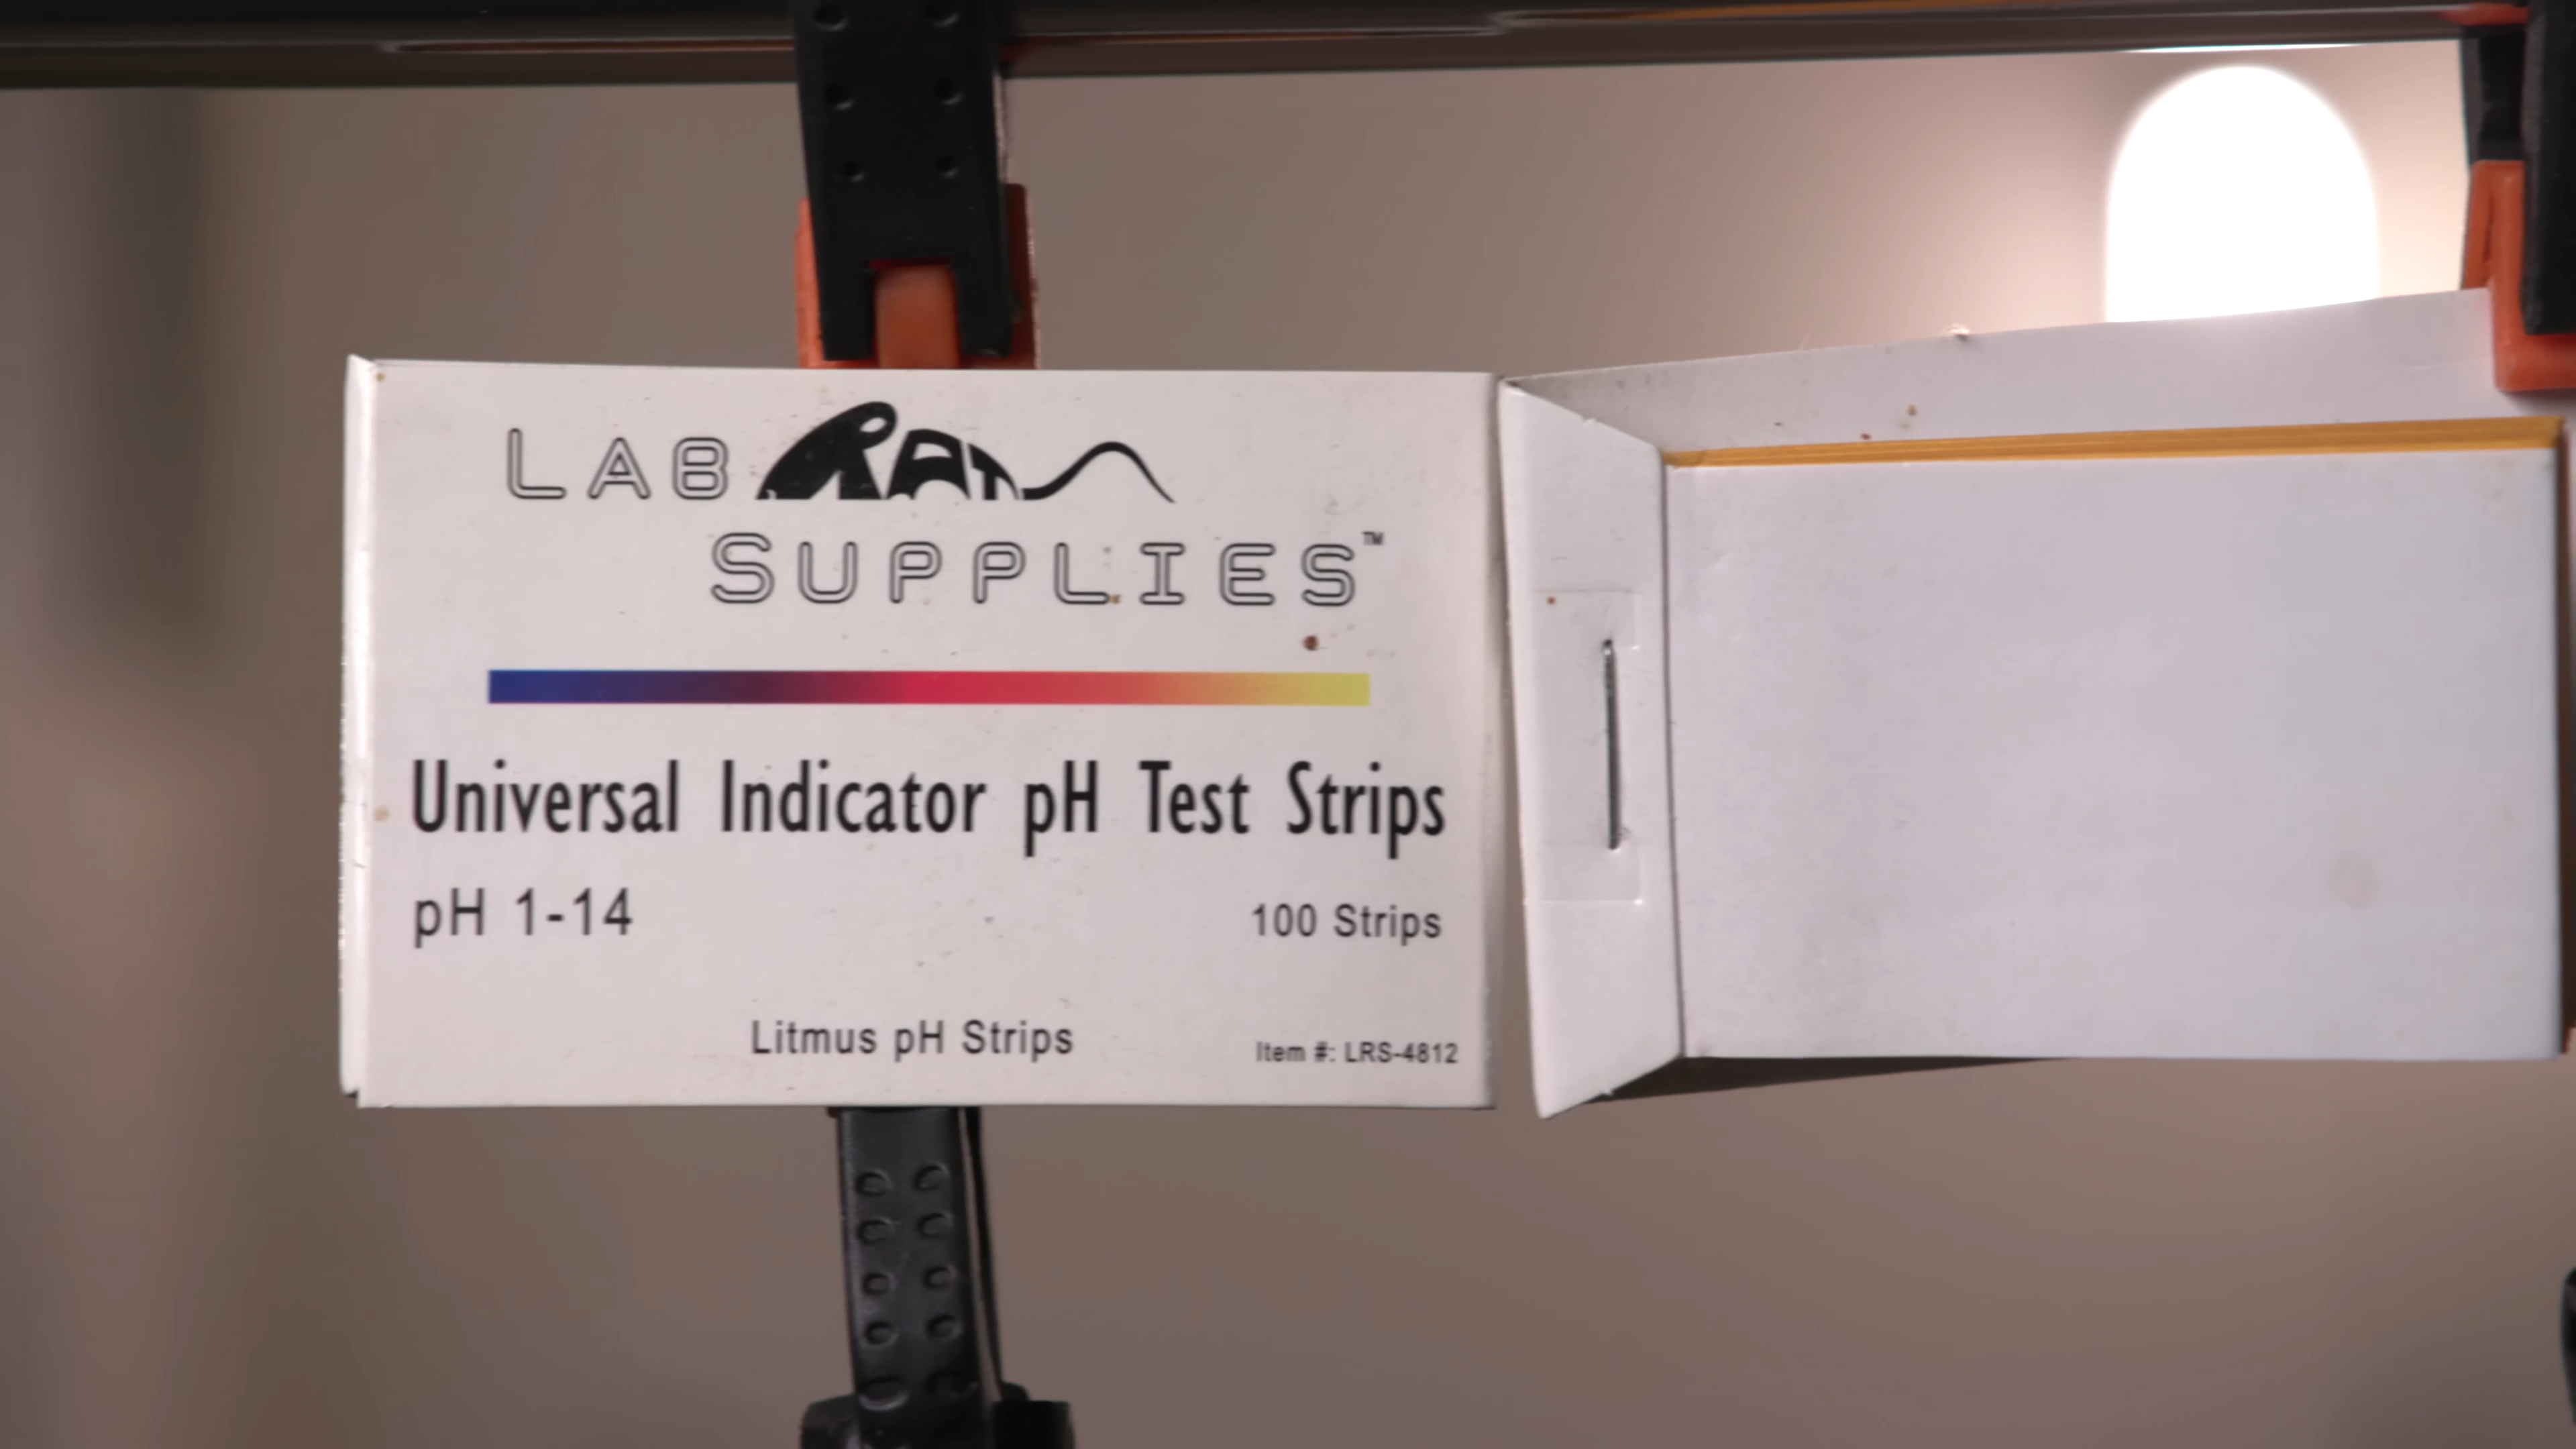 LAB RAT
SUPPLIES™
Universal Indicator pH Test Strips
pH 1-14
100 Strips
Litmus pH Strips
Item #: LRS-4812